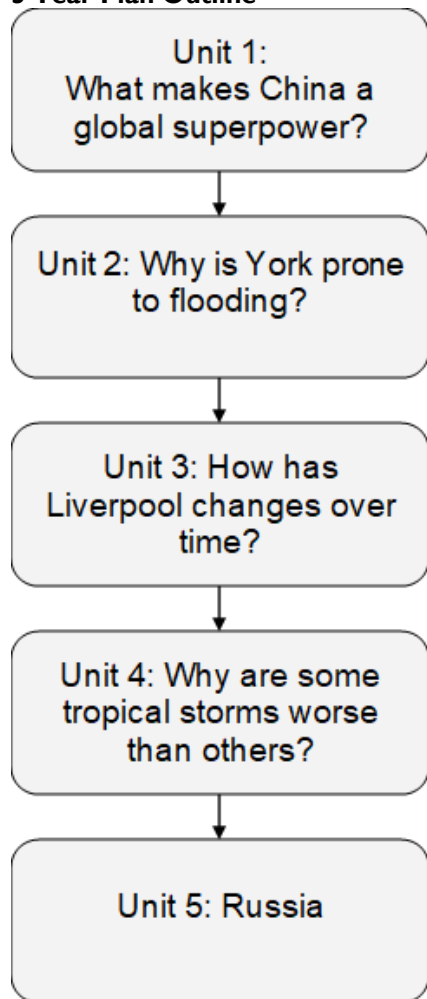 5 Year Plan Outline
Unit 1:
What makes China a
global superpower?
Unit 2: Why is York prone
to flooding?
Unit 3: How has
Liverpool changes over
time?
Unit 4: Why are some
tropical storms worse
than others?
Unit 5: Russia